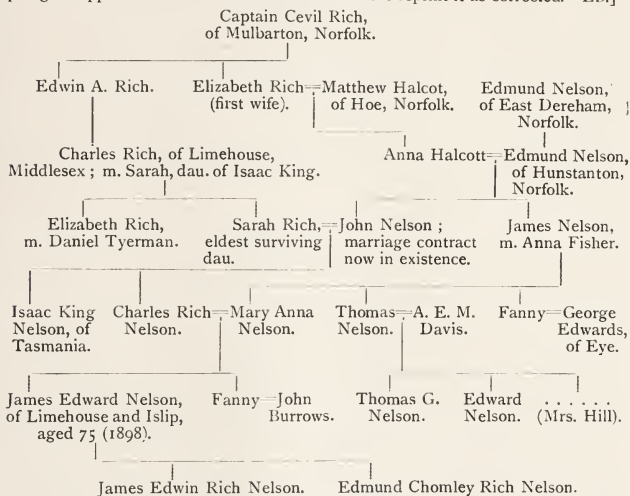 Captain Cevil Rich,
of Mulbarton, Norfolk.
Edwin A. Rich. Elizabeth Rich=Matthew Halcot, Edmund Nelson,
(first wife). of Hoe, Norfolk. of East Dereham,
Norfolk.
Charles Rich, of Limehouse, Anna Halcott=Edmund Nelson,
Middlesex; m. Sarah, dau. of Isaac King. of Hunstanton,
Norfolk.
Elizabeth Rich, Sarah Rich,=John Nelson; James Nelson,
m. Daniel Tyerman. eldest surviving marriage contract m. Anna Fisher.
dau. now in existence.
Isaac King Charles Rich=Mary Anna Thomas=A. E. M. Fanny=George
Nelson, of Nelson. Nelson. Nelson. Davis. Edwards,
Tasmania. of Eye.
James Edward Nelson, Fanny=John Thomas G. Edward ......
of Limehouse and Islip, Burrows. Nelson. Nelson. (Mrs. Hill).
aged 75 (1898).
James Edwin Rich Nelson. Edmund Chomley Rich Nelson.